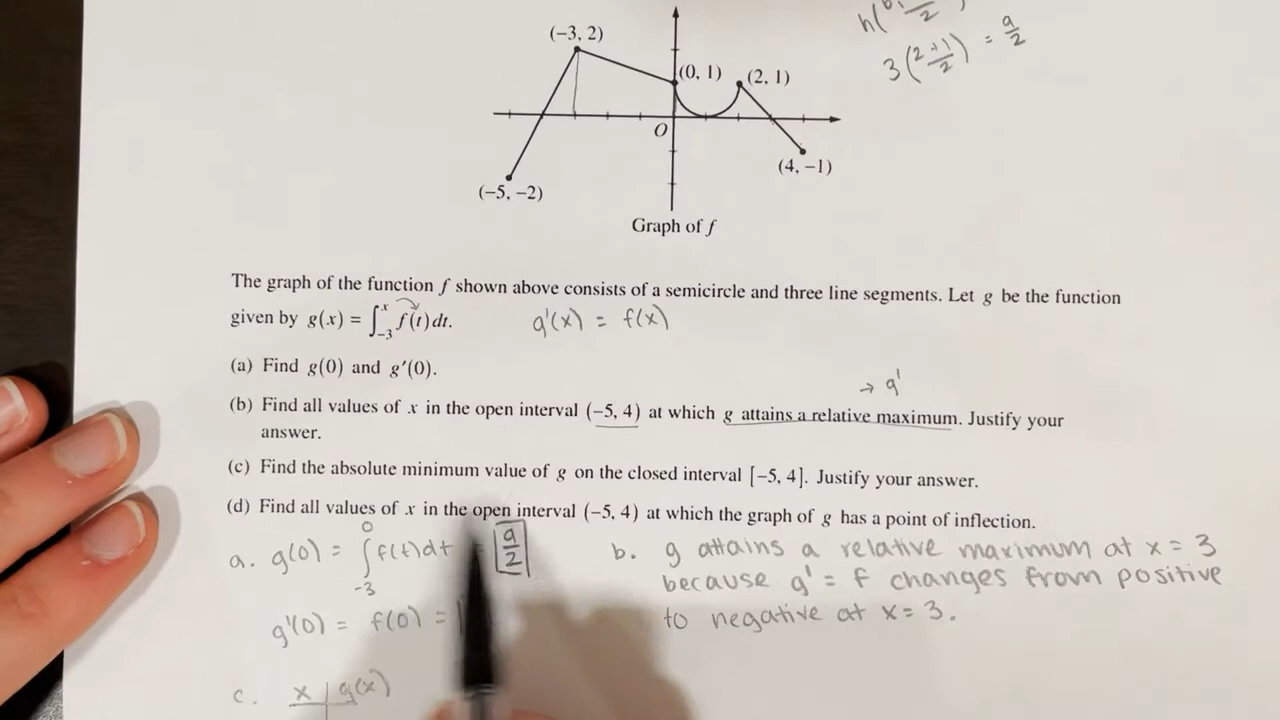 h(
3(2+1/2) = 9/2
(−3, 2)
(0, 1)
(2, 1)
O
(4, −1)
(−5, −2)
Graph of f
The graph of the function f shown above consists of a semicircle and three line segments. Let g be the function
given by g(x) = ∫₋₃ˣ f(t) dt. g'(x) = f(x)
(a) Find g(0) and g′(0).
→ g'
(b) Find all values of x in the open interval (−5, 4) at which g attains a relative maximum. Justify your
answer.
(c) Find the absolute minimum value of g on the closed interval [−5, 4]. Justify your answer.
(d) Find all values of x in the open interval (−5, 4) at which the graph of g has a point of inflection.
a. g(0) = ∫₋₃⁰ f(t)dt 9/2
g'(0) = f(0) =
b. g attains a relative maximum at x = 3
because g' = f changes from positive
to negative at x = 3.
c. x | g(x)